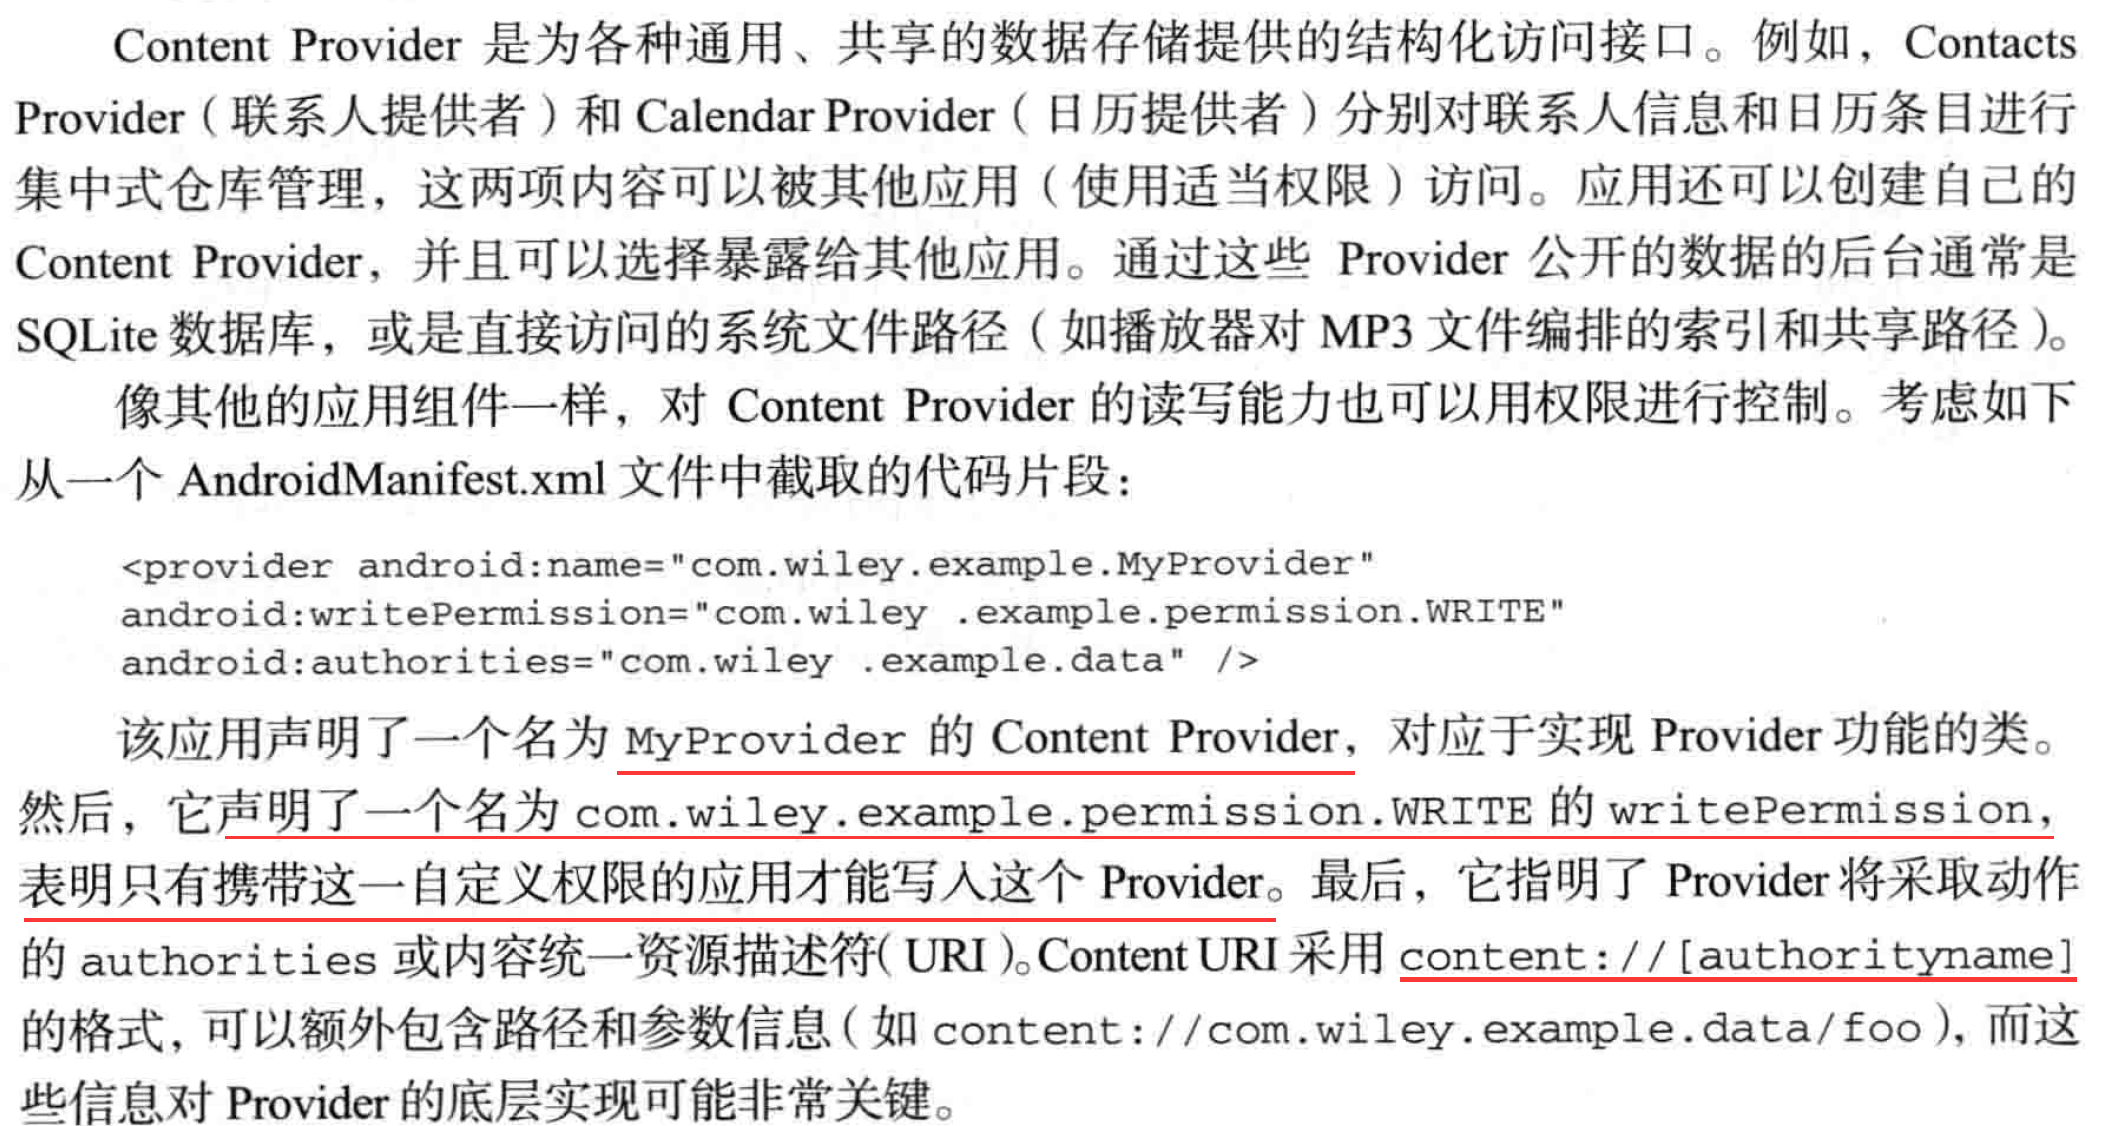 Content Provider 是为各种通用、共享的数据存储提供的结构化访问接口。例如，Contacts
Provider（联系人提供者）和 Calendar Provider（日历提供者）分别对联系人信息和日历条目进行
集中式仓库管理，这两项内容可以被其他应用（使用适当权限）访问。应用还可以创建自己的
Content Provider，并且可以选择暴露给其他应用。通过这些 Provider 公开的数据的后台通常是
SQLite 数据库，或是直接访问的系统文件路径（如播放器对 MP3 文件编排的索引和共享路径）。
像其他的应用组件一样，对 Content Provider 的读写能力也可以用权限进行控制。考虑如下
从一个 AndroidManifest.xml 文件中截取的代码片段：
<provider android:name="com.wiley.example.MyProvider"
android:writePermission="com.wiley .example.permission.WRITE"
android:authorities="com.wiley .example.data" />
该应用声明了一个名为 MyProvider 的 Content Provider，对应于实现 Provider 功能的类。
然后，它声明了一个名为 com.wiley.example.permission.WRITE 的 writePermission，
表明只有携带这一自定义权限的应用才能写入这个 Provider。最后，它指明了 Provider 将采取动作
的 authorities 或内容统一资源描述符（URI）。Content URI 采用 content://[authorityname]
的格式，可以额外包含路径和参数信息（如 content://com.wiley.example.data/foo），而这
些信息对 Provider 的底层实现可能非常关键。